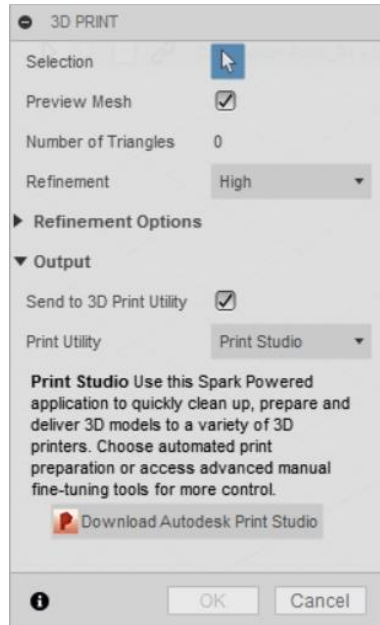 3D PRINT
Selection
Preview Mesh
Number of Triangles 0
Refinement High
Refinement Options
Output
Send to 3D Print Utility
Print Utility Print Studio
Print Studio Use this Spark Powered
application to quickly clean up, prepare and
deliver 3D models to a variety of 3D
printers. Choose automated print
preparation or access advanced manual
fine-tuning tools for more control.
Download Autodesk Print Studio
OK Cancel